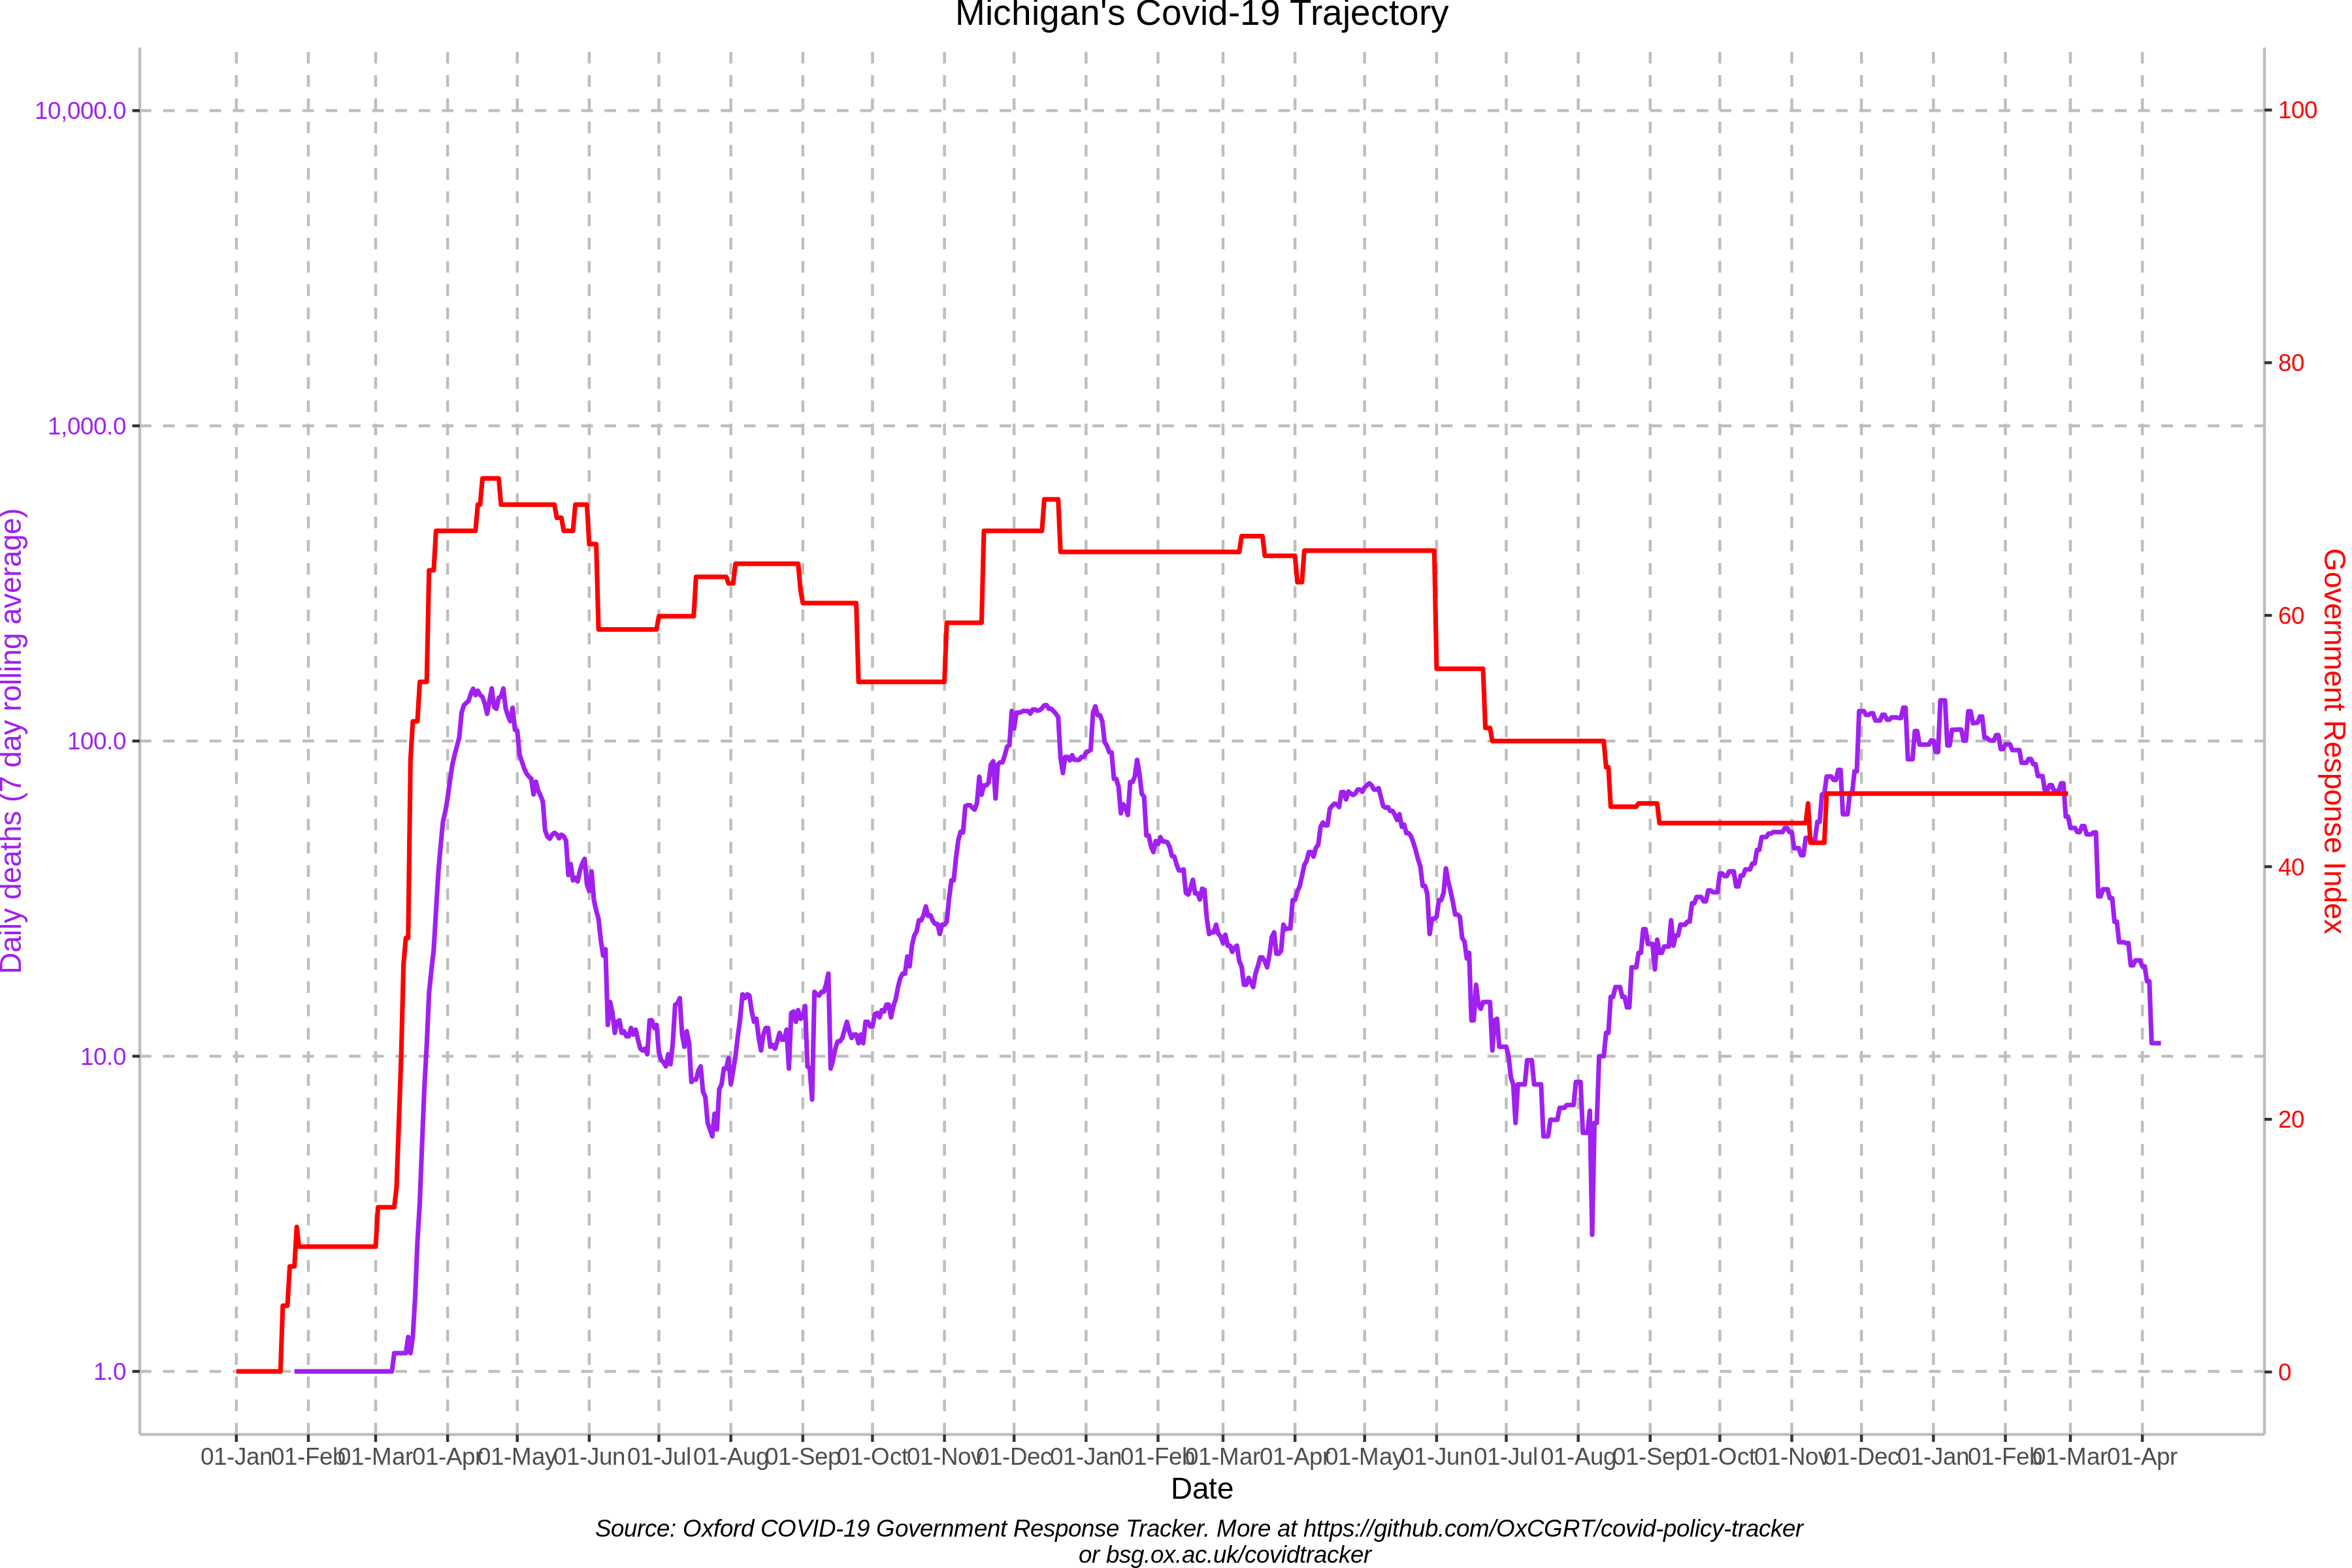 Michigan's Covid-19 Trajectory
10,000.0
1,000.0
100.0
10.0
1.0
Daily deaths (7 day rolling average)
100
80
60
40
20
0
Government Response Index
01-Jan 01-Feb 01-Mar 01-Apr 01-May 01-Jun 01-Jul 01-Aug 01-Sep 01-Oct 01-Nov 01-Dec 01-Jan 01-Feb 01-Mar 01-Apr 01-May 01-Jun 01-Jul 01-Aug 01-Sep 01-Oct 01-Nov 01-Dec 01-Jan 01-Feb 01-Mar 01-Apr
Date
Source: Oxford COVID-19 Government Response Tracker. More at https://github.com/OxCGRT/covid-policy-tracker
or bsg.ox.ac.uk/covidtracker